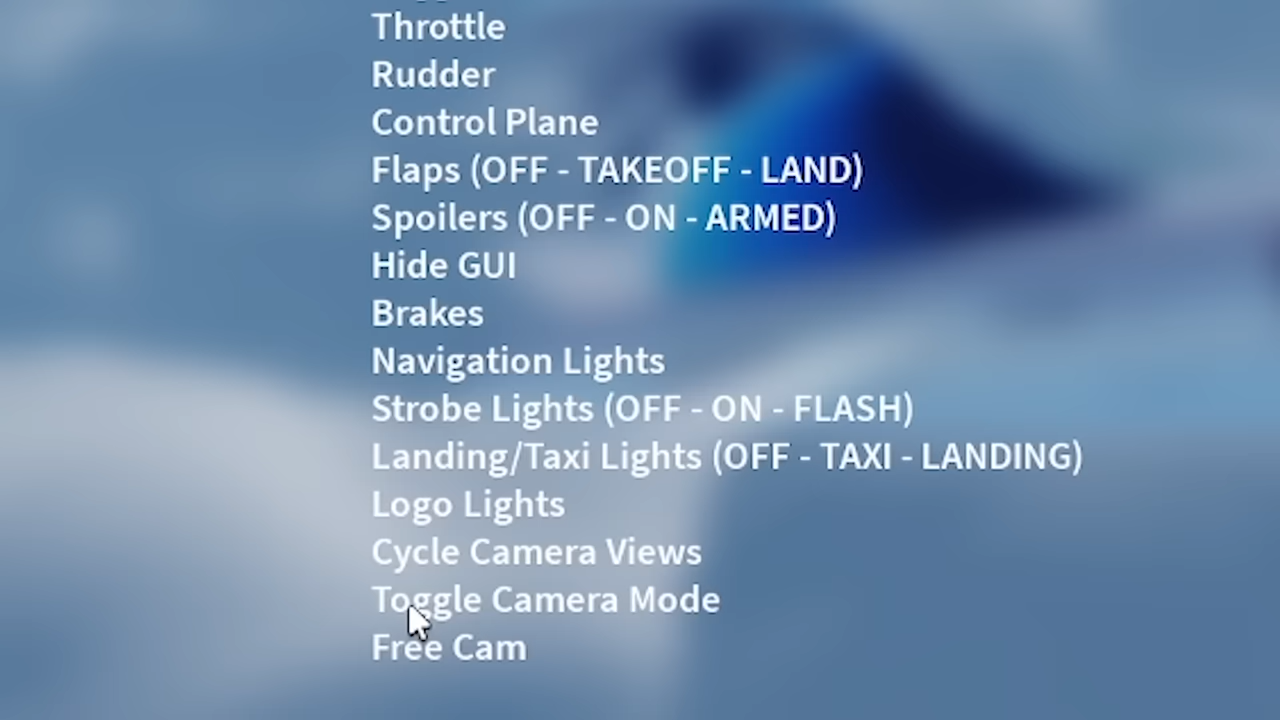 Throttle
Rudder
Control Plane
Flaps (OFF - TAKEOFF - LAND)
Spoilers (OFF - ON - ARMED)
Hide GUI
Brakes
Navigation Lights
Strobe Lights (OFF - ON - FLASH)
Landing/Taxi Lights (OFF - TAXI - LANDING)
Logo Lights
Cycle Camera Views
Toggle Camera Mode
Free Cam